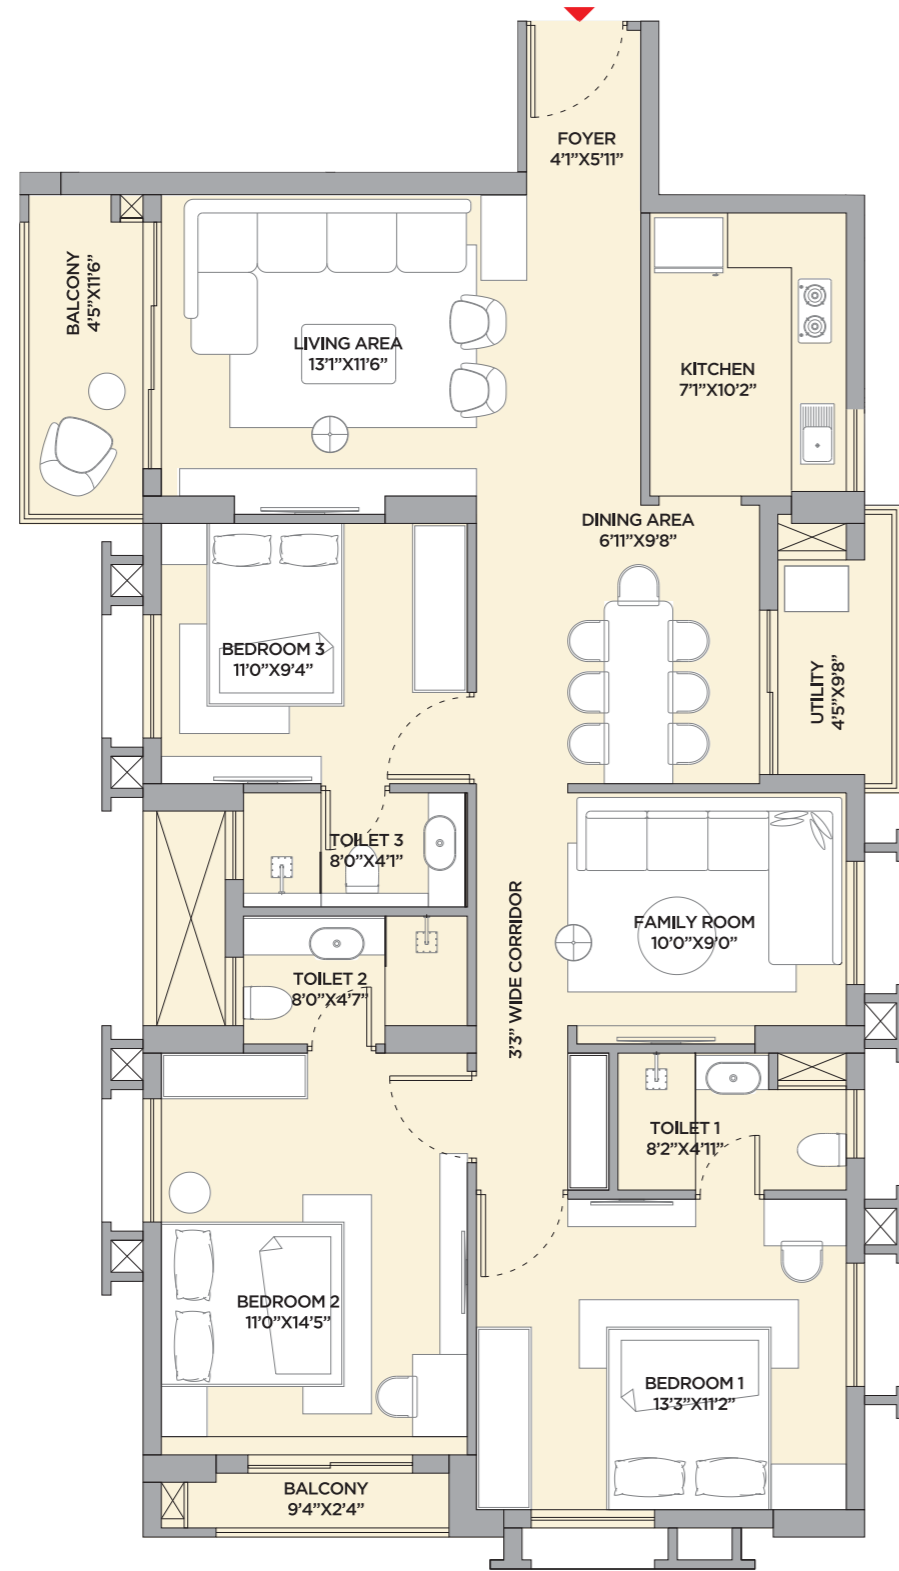 FOYER
4'1"X5'11"
BALCONY
4'5"X11'6"
LIVING AREA
13'1"X11'6"
KITCHEN
7'1"X10'2"
DINING AREA
6'11"X9'8"
BEDROOM 3
11'0"X9'4"
UTILITY
4'5"X9'8"
TOILET 3
8'0"X4'1"
FAMILY ROOM
10'0"X9'0"
3'3" WIDE CORRIDOR
TOILET 2
8'0"X4'7"
TOILET 1
8'2"X4'11"
BEDROOM 2
11'0"X14'5"
BEDROOM 1
13'3"X11'2"
BALCONY
9'4"X2'4"